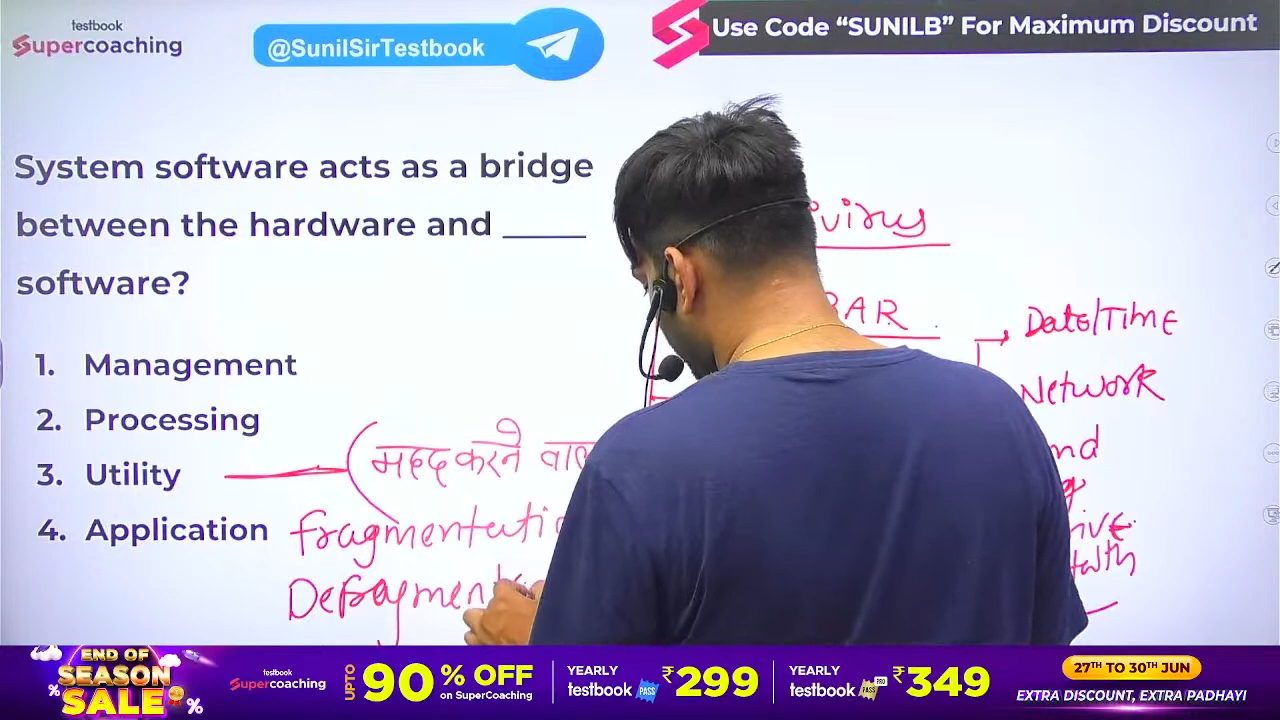 testbook
Supercoaching
@SunilSirTestbook
Use Code “SUNILB” For Maximum Discount
System software acts as a bridge
between the hardware and _____
software?
1. Management
2. Processing
3. Utility
4. Application
मदद करने
Date/Time
Network
END OF
SEASON
SALE
testbook
Supercoaching
UPTO 90% OFF
on SuperCoaching
YEARLY
testbook PASS ₹299
YEARLY
testbook PASS PRO ₹349
27TH TO 30TH JUN
EXTRA DISCOUNT, EXTRA PADHAYI